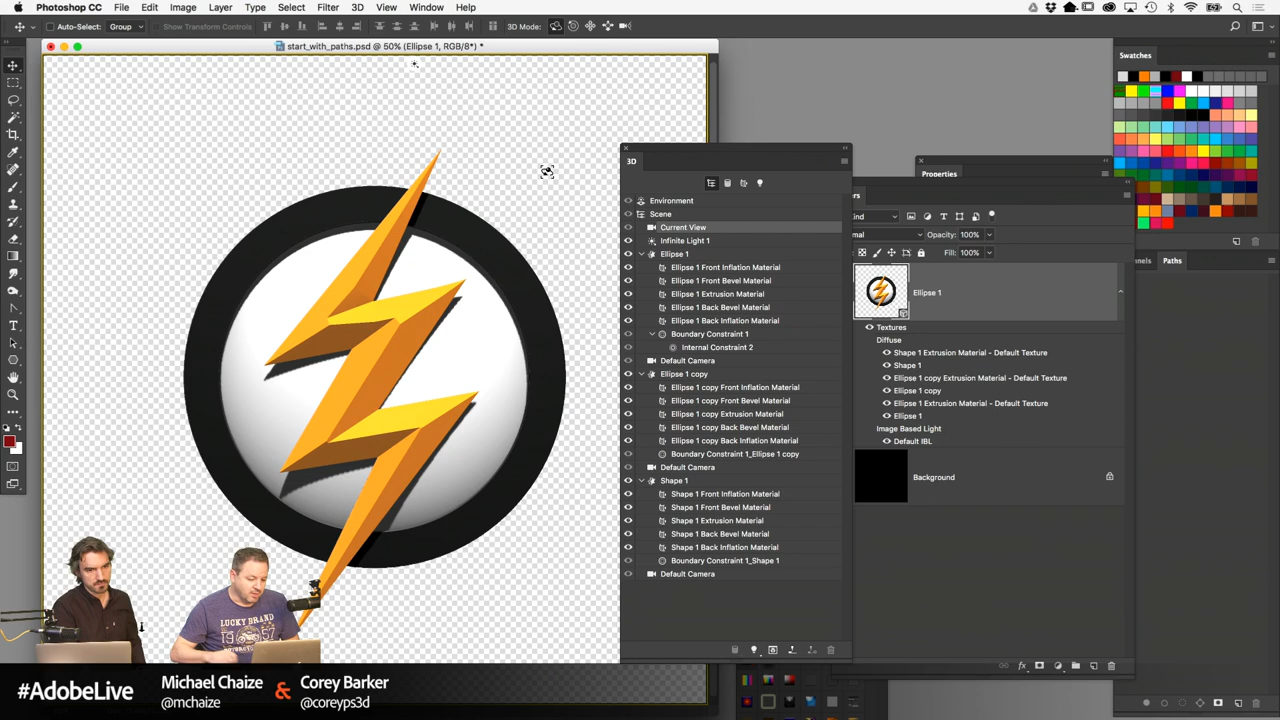 Photoshop CC File Edit Image Layer Type Select Filter 3D View Window Help
Auto-Select: Group Show Transform Controls 3D Mode:
start_with_paths.psd @ 50% (Ellipse 1, RGB/8*) *
3D
Environment
Scene
Current View
Infinite Light 1
Ellipse 1
Ellipse 1 Front Inflation Material
Ellipse 1 Front Bevel Material
Ellipse 1 Extrusion Material
Ellipse 1 Back Bevel Material
Ellipse 1 Back Inflation Material
Boundary Constraint 1
Internal Constraint 2
Default Camera
Ellipse 1 copy
Ellipse 1 copy Front Inflation Material
Ellipse 1 copy Front Bevel Material
Ellipse 1 copy Extrusion Material
Ellipse 1 copy Back Bevel Material
Ellipse 1 copy Back Inflation Material
Boundary Constraint 1_Ellipse 1 copy
Default Camera
Shape 1
Shape 1 Front Inflation Material
Shape 1 Front Bevel Material
Shape 1 Extrusion Material
Shape 1 Back Bevel Material
Shape 1 Back Inflation Material
Boundary Constraint 1_Shape 1
Default Camera
Properties
ers
ind
mal Opacity: 100%
Fill: 100%
Ellipse 1
Textures
Diffuse
Shape 1 Extrusion Material - Default Texture
Shape 1
Ellipse 1 copy Extrusion Material - Default Texture
Ellipse 1 copy
Ellipse 1 Extrusion Material - Default Texture
Ellipse 1
Image Based Light
Default IBL
Background
Swatches
nnels Paths
LUCKY BRAND
#AdobeLive
Michael Chaize
@mchaize
&
Corey Barker
@coreyps3d